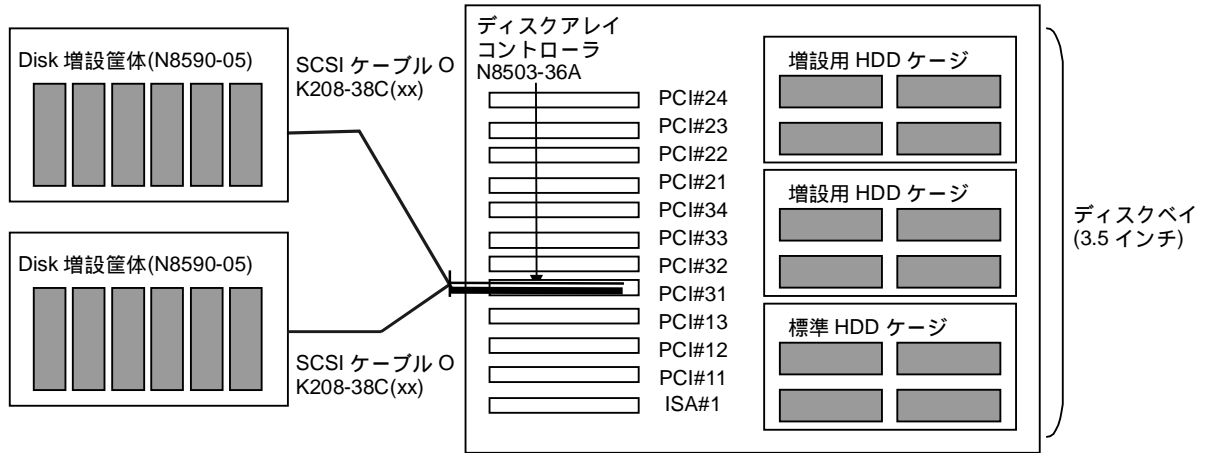 Disk 増設筐体(N8590-05)
SCSI ケーブル O
K208-38C(xx)
Disk 増設筐体(N8590-05)
SCSI ケーブル O
K208-38C(xx)
ディスクアレイ
コントローラ
N8503-36A
PCI#24
PCI#23
PCI#22
PCI#21
PCI#34
PCI#33
PCI#32
PCI#31
PCI#13
PCI#12
PCI#11
ISA#1
増設用 HDD ケージ
増設用 HDD ケージ
標準 HDD ケージ
ディスクベイ
(3.5 インチ)